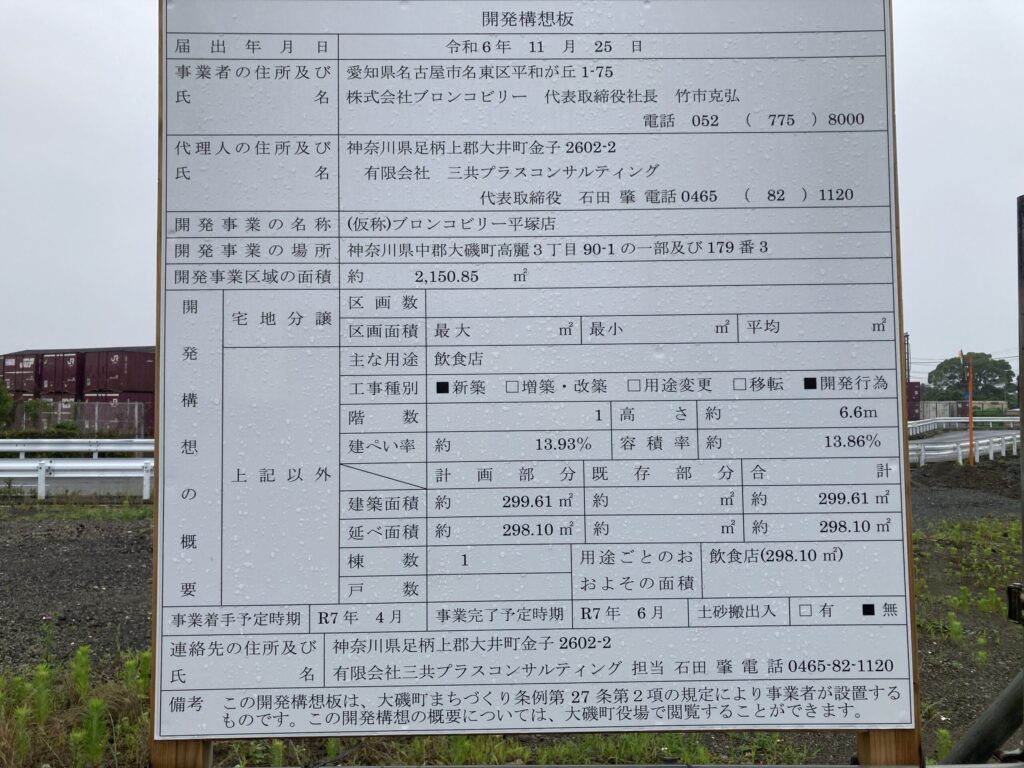 開発構想板
届出年月日 令和6年 11 月 25 日
事業者の住所及び 愛知県名古屋市名東区平和が丘1-75
氏名 株式会社ブロンコビリー 代表取締役社長 竹市克弘
電話 052 ( 775 ) 8000
代理人の住所及び 神奈川県足柄上郡大井町金子2602-2
氏名 有限会社 三共プラスコンサルティング
代表取締役 石田 肇 電話0465 ( 82 ) 1120
開発事業の名称 (仮称)ブロンコビリー平塚店
開発事業の場所 神奈川県中郡大磯町高麗3丁目90-1の一部及び179番3
開発事業区域の面積 約 2,150.85 ㎡
開発構想の概要
宅地分譲 区画数
区画面積 最大 ㎡ 最小 ㎡ 平均 ㎡
上記以外 主な用途 飲食店
工事種別 ■新築 □増築・改築 □用途変更 □移転 ■開発行為
階数 1 高さ 約 6.6m
建ぺい率 約 13.93% 容積率 約 13.86%
計画部分 既存部分 合計
建築面積 約 299.61 ㎡ 約 ㎡ 約 299.61 ㎡
延べ面積 約 298.10 ㎡ 約 ㎡ 約 298.10 ㎡
棟数 1 用途ごとのお 飲食店(298.10 ㎡)
戸数 およその面積
事業着手予定時期 R7年 4月 事業完了予定時期 R7年 6月 土砂搬出入 □有 ■無
連絡先の住所及び 神奈川県足柄上郡大井町金子2602-2
氏名 有限会社三共プラスコンサルティング 担当 石田 肇 電話 0465-82-1120
備考 この開発構想板は、大磯町まちづくり条例第27条第2項の規定により事業者が設置する
ものです。この開発構想の概要については、大磯町役場で閲覧することができます。